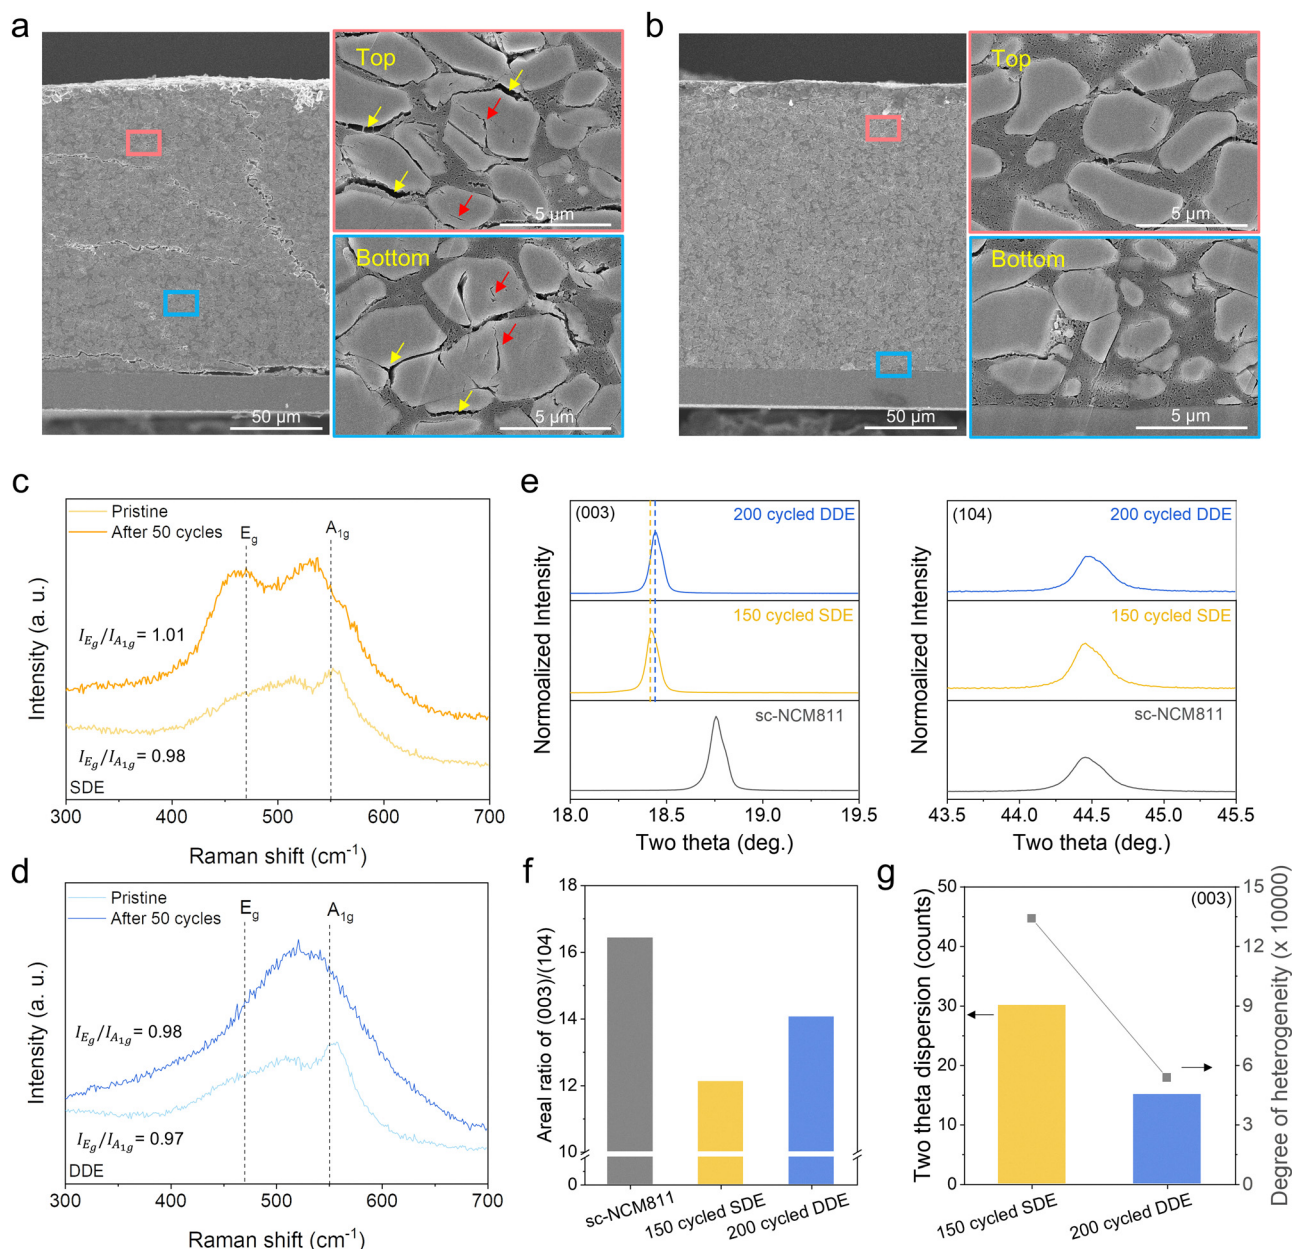 a
Top
5 μm
Bottom
50 μm
5 μm
b
Top
5 μm
Bottom
50 μm
5 μm
c
Pristine
After 50 cycles
Eg
A1g
IEg/IA1g= 1.01
IEg/IA1g= 0.98
SDE
Intensity (a. u.)
300 400 500 600 700
Raman shift (cm-1)
d
Pristine
After 50 cycles
Eg
A1g
IEg/IA1g= 0.98
IEg/IA1g= 0.97
DDE
Intensity (a. u.)
300 400 500 600 700
Raman shift (cm-1)
e
(003)
200 cycled DDE
150 cycled SDE
sc-NCM811
Normoalized Intensity
18.0 18.5 19.0 19.5
Two theta (deg.)
(104)
200 cycled DDE
150 cycled SDE
sc-NCM811
Normoalized Intensity
43.5 44.0 44.5 45.0 45.5
Two theta (deg.)
f
Areal ratio of (003)/(104)
18
16
14
12
10
0
sc-NCM811
150 cycled SDE
200 cycled DDE
g
(003)
Two theta dispersion (counts)
50
40
30
20
10
0
Degree of heterogeneity (x 10000)
15
12
9
6
3
0
150 cycled SDE
200 cycled DDE